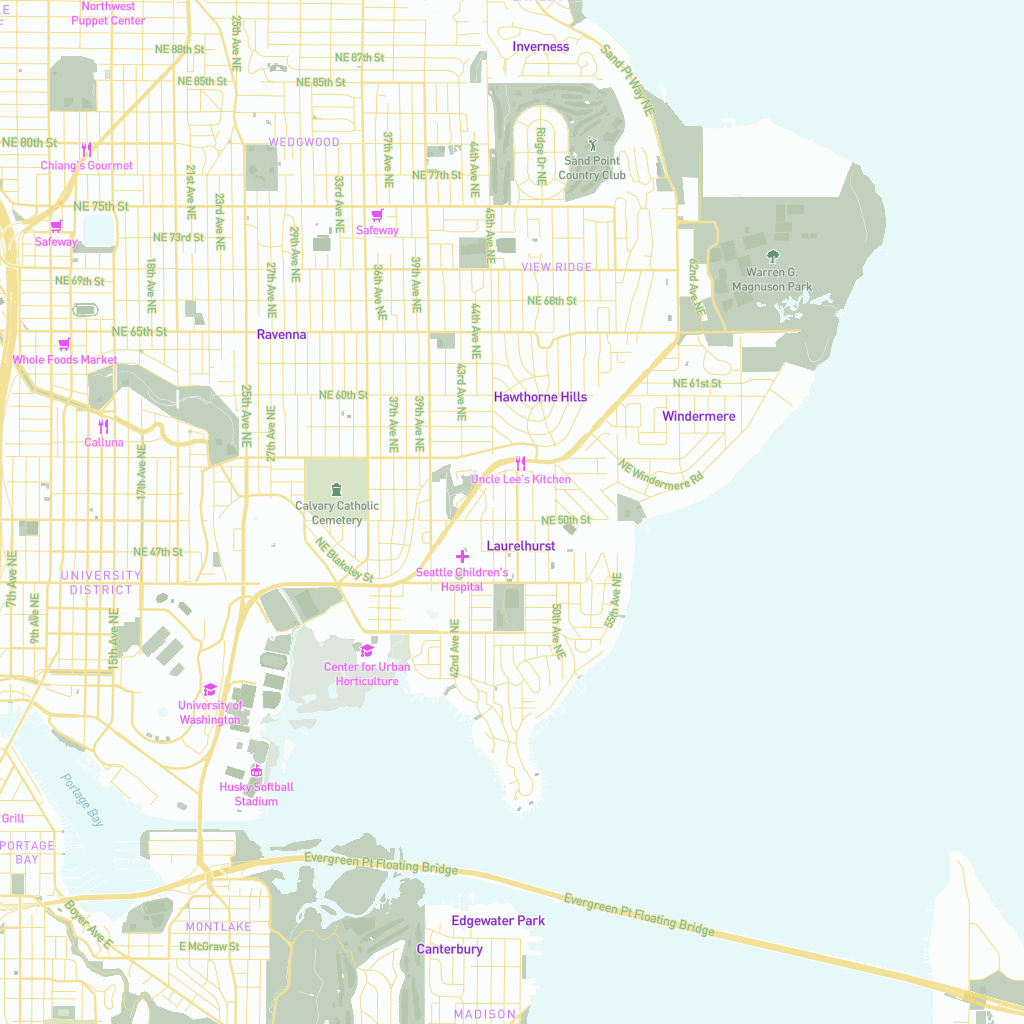 Northwest
Puppet Center
25th Ave NE
Inverness
NE 88th St
NE 87th St
Sand Pt Way NE
NE 85th St
NE 85th St
NE 80th St
WEDGWOOD
37th Ave NE
44th Ave NE
Ridge Dr NE
Sand Point
Country Club
Chiang's Gourmet
21st Ave NE
23rd Ave NE
33rd Ave NE
NE 77th St
NE 75th St
Safeway
Safeway
45th Ave NE
NE 73rd St
29th Ave NE
VIEW RIDGE
62nd Ave NE
Warren G.
Magnuson Park
18th Ave NE
27th Ave NE
36th Ave NE
39th Ave NE
NE 69th St
NE 68th St
44th Ave NE
NE 65th St
Ravenna
Whole Foods Market
43rd Ave NE
NE 61st St
NE 60th St
Hawthorne Hills
25th Ave NE
27th Ave NE
37th Ave NE
39th Ave NE
Windermere
Calluna
17th Ave NE
Uncle Lee's Kitchen
NE Windermere Rd
Calvary Catholic
Cemetery
NE 50th St
NE 47th St
NE Blakeley St
Laurelhurst
7th Ave NE
UNIVERSITY
DISTRICT
Seattle Children's
Hospital
9th Ave NE
15th Ave NE
42nd Ave NE
50th Ave NE
55th Ave NE
Center for Urban
Horticulture
University of
Washington
Portage Bay
Husky Softball
Stadium
Grill
PORTAGE
BAY
Evergreen Pt Floating Bridge
Evergreen Pt Floating Bridge
Boyer Ave E
MONTLAKE
E McGraw St
Edgewater Park
Canterbury
MADISON